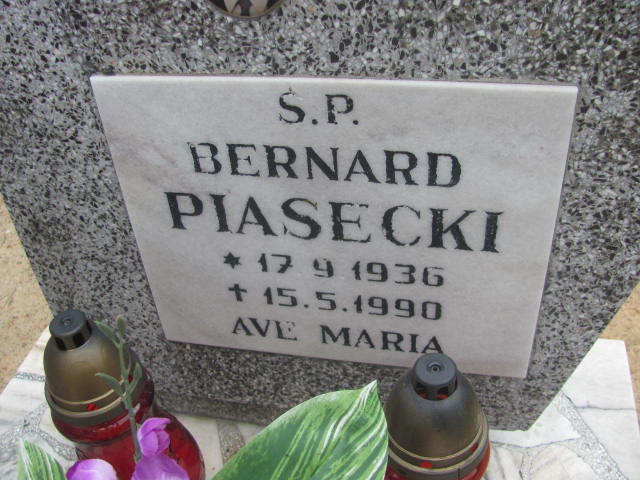 Ś.P.
BERNARD
PIASECKI
* 17.9.1936
✝ 15.5.1990
AVE MARIA